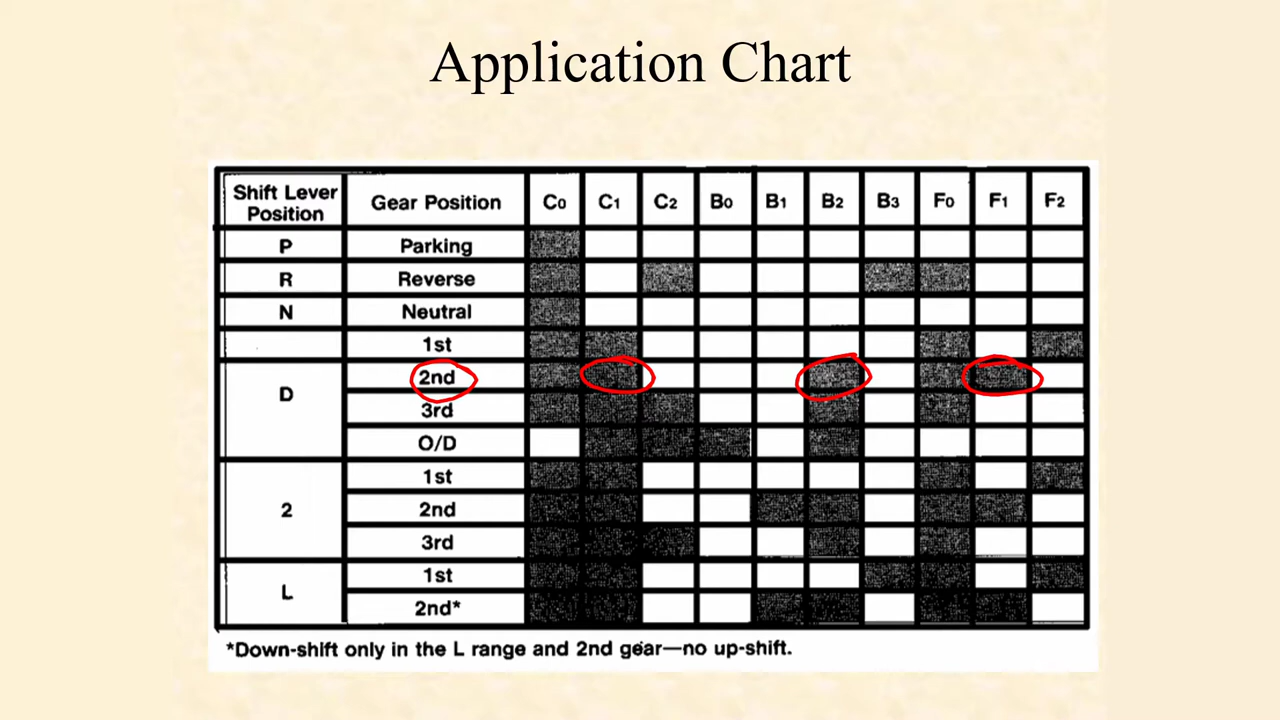 Application Chart
Shift Lever Position Gear Position C0 C1 C2 B0 B1 B2 B3 F0 F1 F2
P Parking
R Reverse
N Neutral
1st
D 2nd
3rd
O/D
1st
2 2nd
3rd
L 1st
2nd*
*Down-shift only in the L range and 2nd gear—no up-shift.